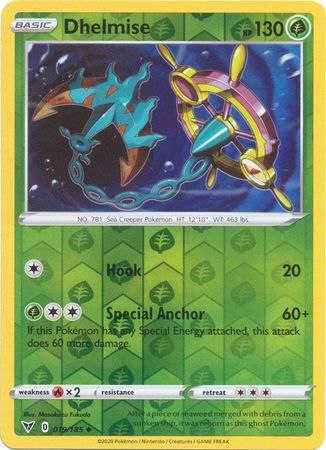 BASIC
Dhelmise
HP 130
NO. 781 Sea Creeper Pokémon HT: 12'10" WT: 463 lbs.
Hook 20
Special Anchor 60+
If this Pokémon has any Special Energy attached, this attack
does 60 more damage.
weakness ×2 resistance retreat
Illus. Masakazu Fukuda
D 019/185
After a piece of seaweed merged with debris from a
sunken ship, it was reborn as this ghost Pokémon.
©2020 Pokémon / Nintendo / Creatures / GAME FREAK